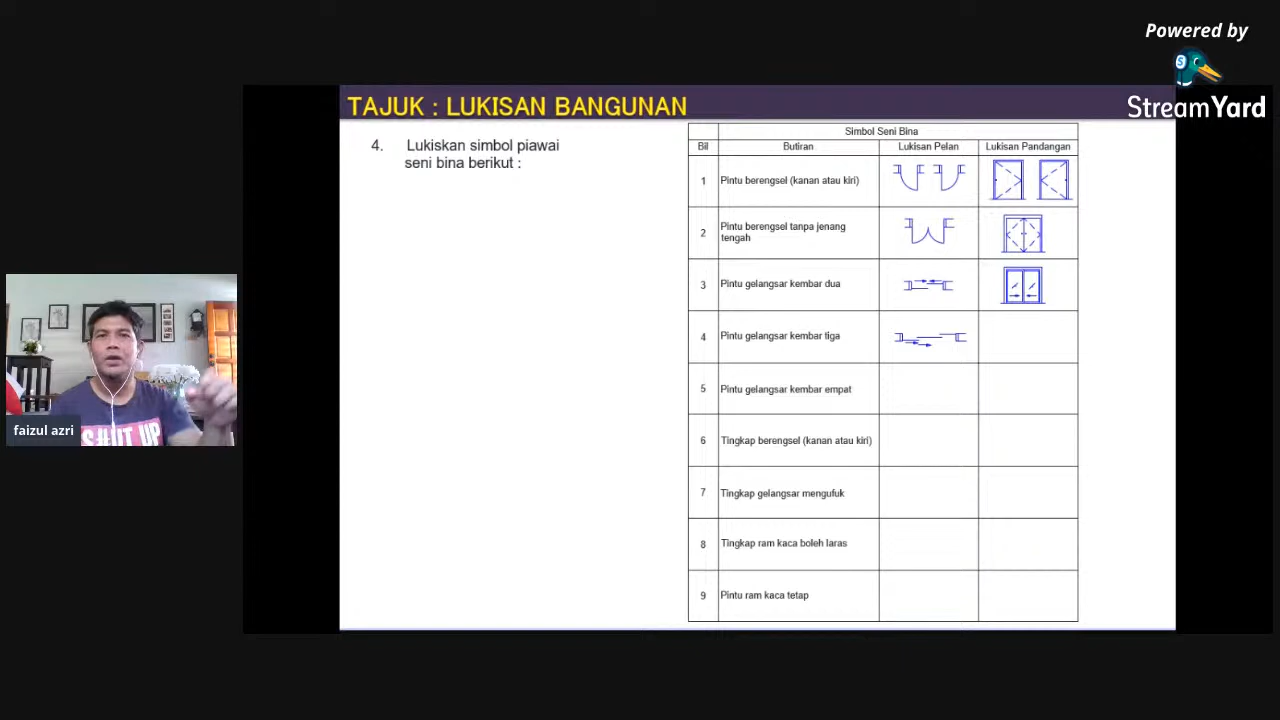 Powered by
StreamYard
TAJUK : LUKISAN BANGUNAN
4. Lukiskan simbol piawai
seni bina berikut :
Simbol Seni Bina
Bil Butiran Lukisan Pelan Lukisan Pandangan
1 Pintu berengsel (kanan atau kiri)
2 Pintu berengsel tanpa jenang
tengah
3 Pintu gelangsar kembar dua
4 Pintu gelangsar kembar tiga
5 Pintu gelangsar kembar empat
6 Tingkap berengsel (kanan atau kiri)
7 Tingkap gelangsar mengufuk
8 Tingkap ram kaca boleh laras
9 Pintu ram kaca tetap
faizul azri
S#UT UP